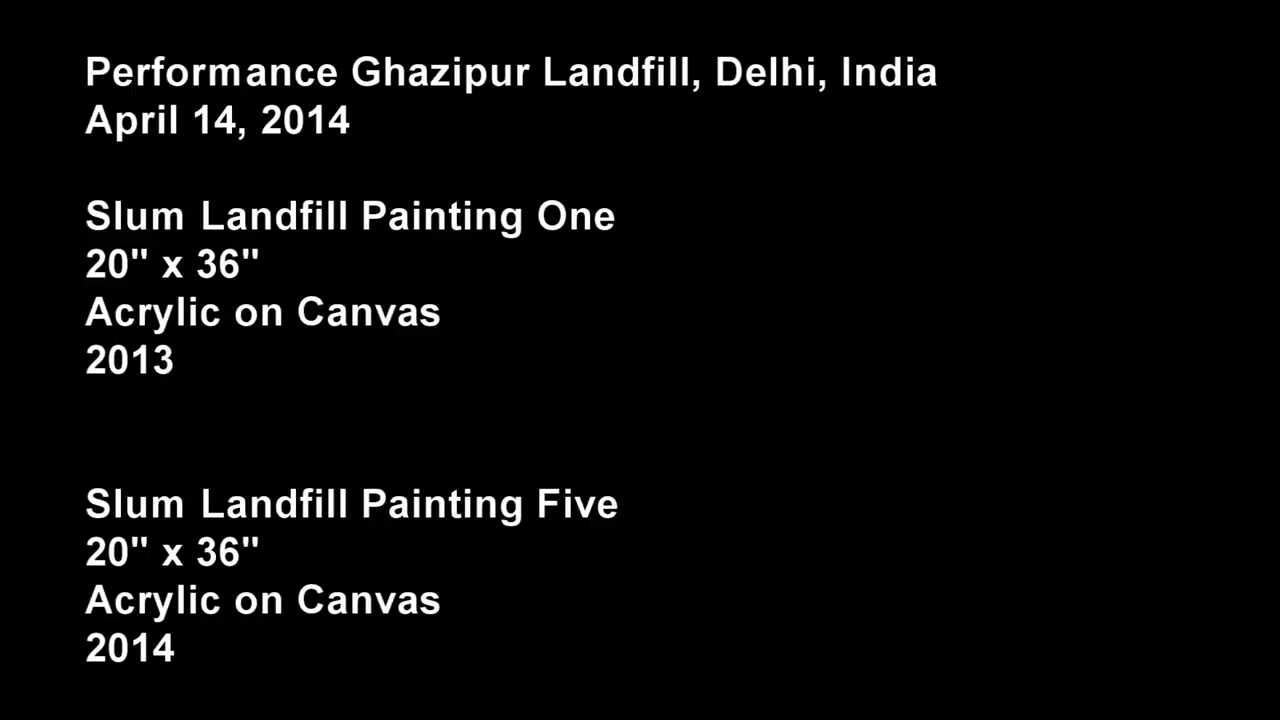 Performance Ghazipur Landfill, Delhi, India
April 14, 2014
Slum Landfill Painting One
20" x 36"
Acrylic on Canvas
2013
Slum Landfill Painting Five
20" x 36"
Acrylic on Canvas
2014